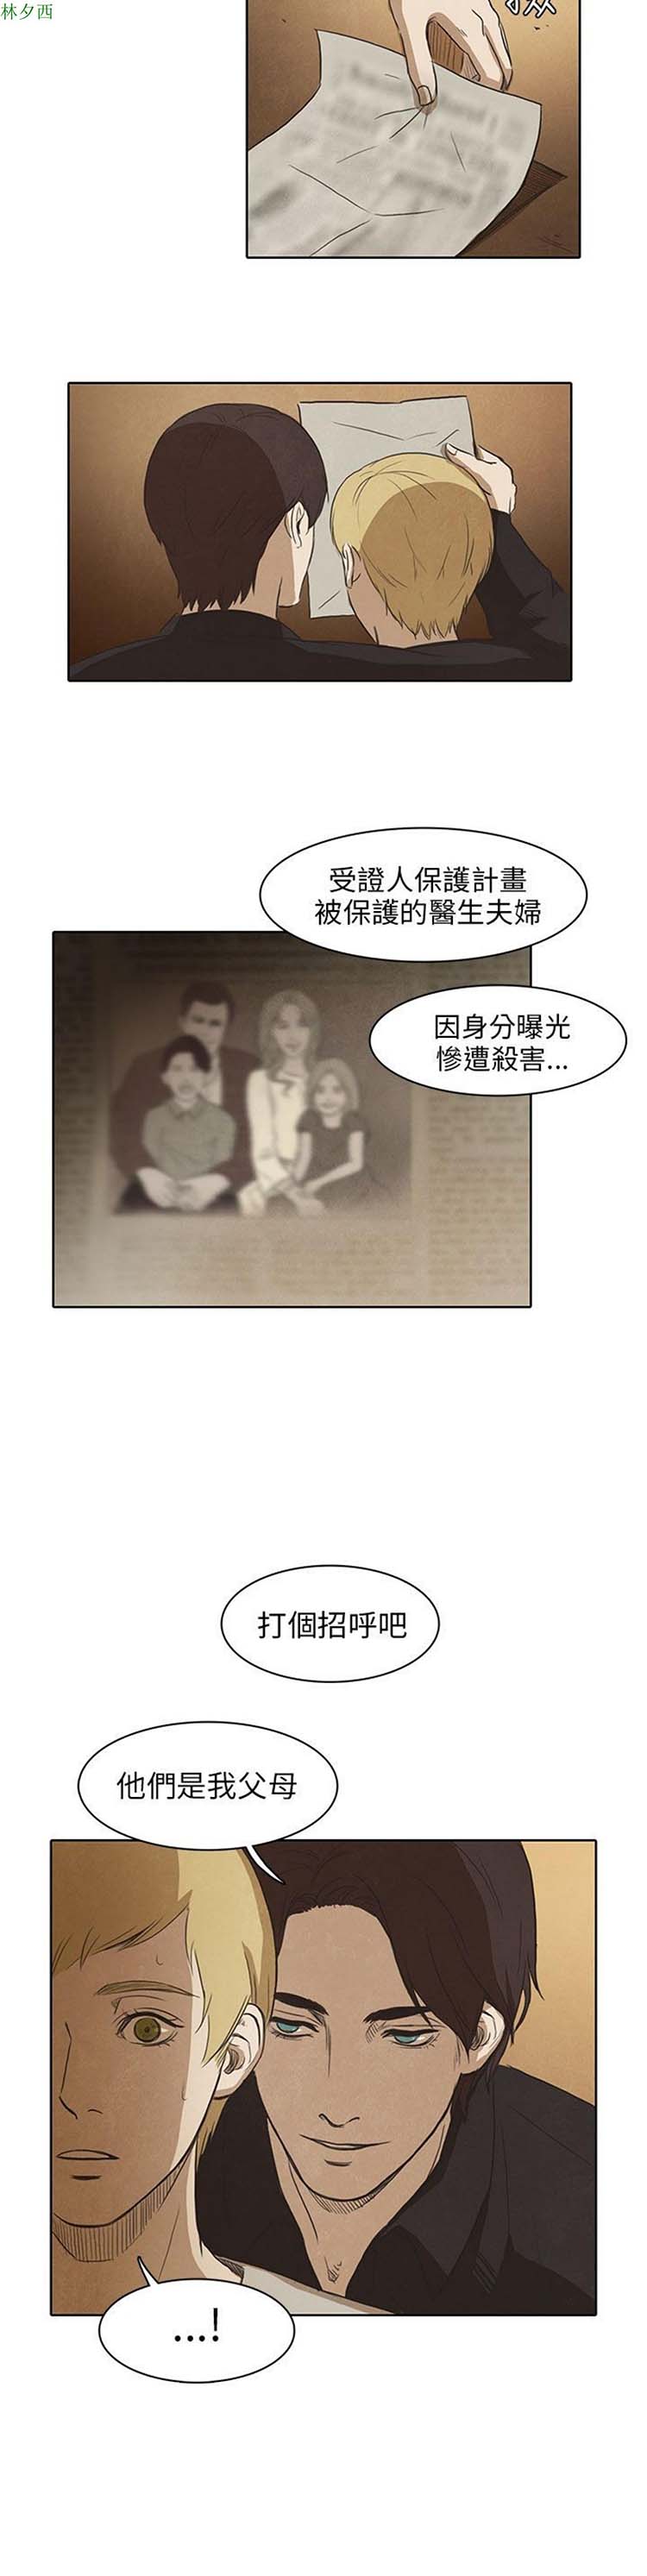 林夕西
受證人保護計畫
被保護的醫生夫婦
因身分曝光
慘遭殺害...
打個招呼吧
他們是我父母
...!